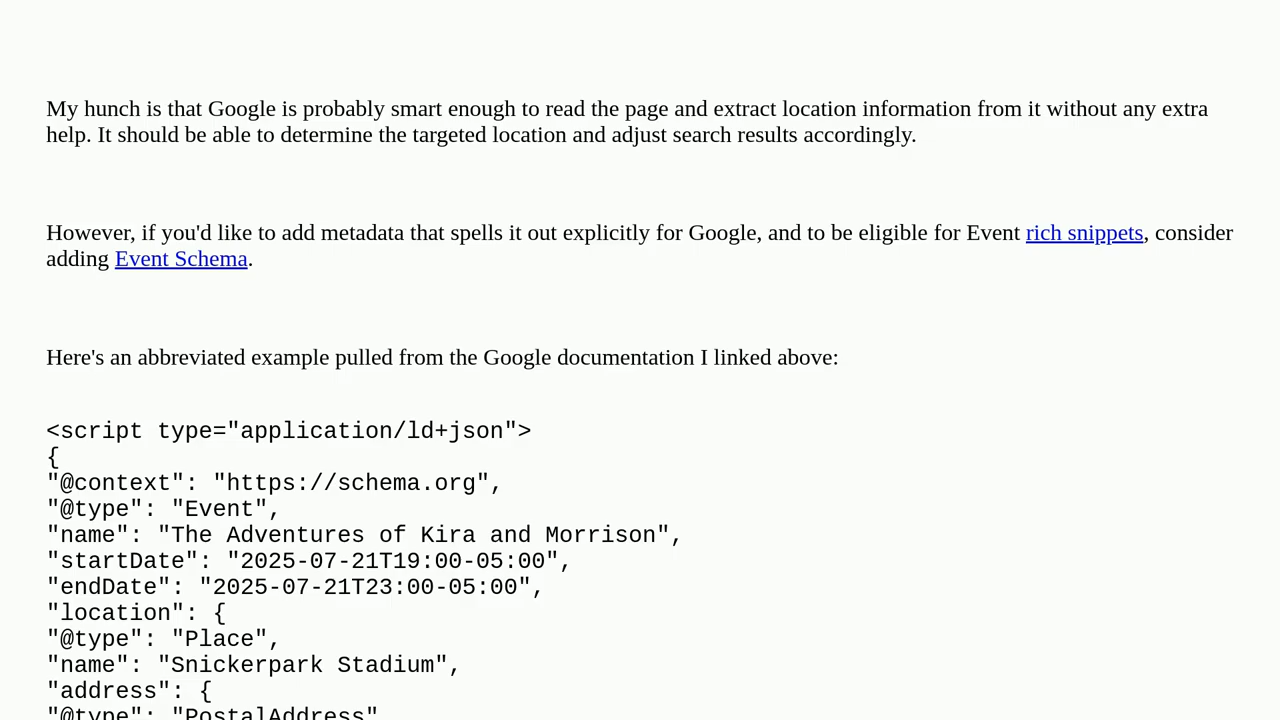 My hunch is that Google is probably smart enough to read the page and extract location information from it without any extra
help. It should be able to determine the targeted location and adjust search results accordingly.
However, if you'd like to add metadata that spells it out explicitly for Google, and to be eligible for Event rich snippets, consider
adding Event Schema.
Here's an abbreviated example pulled from the Google documentation I linked above:
<script type="application/ld+json">
{
"@context": "https://schema.org",
"@type": "Event",
"name": "The Adventures of Kira and Morrison",
"startDate": "2025-07-21T19:00-05:00",
"endDate": "2025-07-21T23:00-05:00",
"location": {
"@type": "Place",
"name": "Snickerpark Stadium",
"address": {
"@type": "PostalAddress"